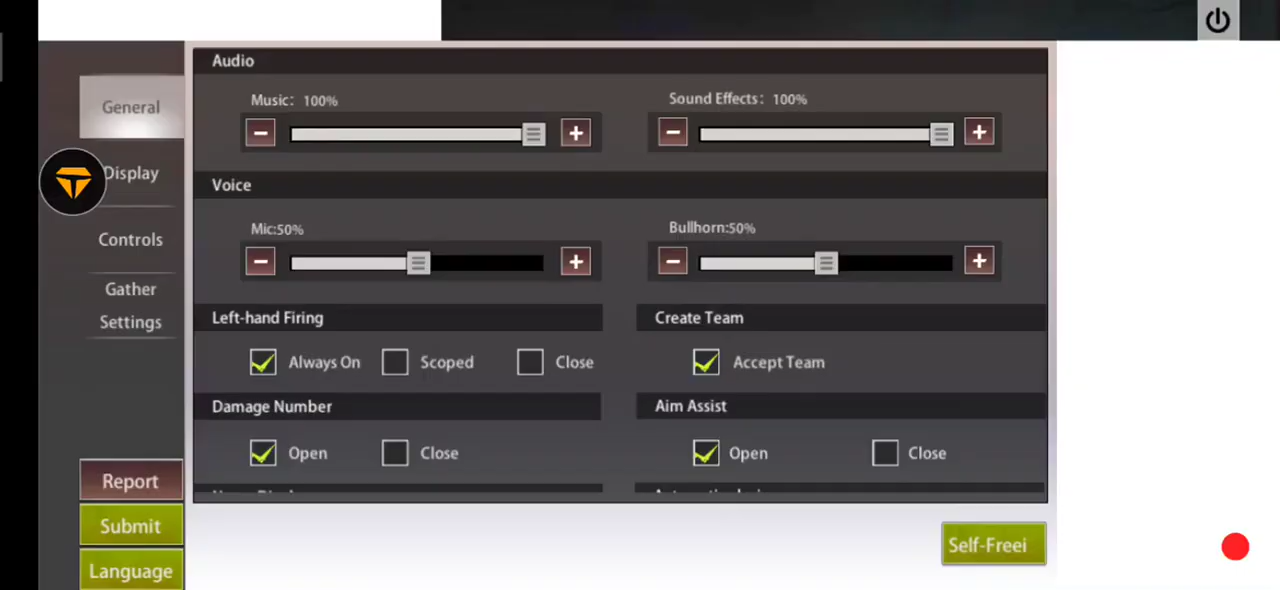 Audio
Music: 100%
Sound Effects: 100%
Voice
Mic:50%
Bullhorn:50%
Left-hand Firing
Create Team
Always On
Scoped
Close
Accept Team
Damage Number
Aim Assist
Open
Close
Open
Close
General
Display
Controls
Gather
Settings
Report
Submit
Language
Self-Freei